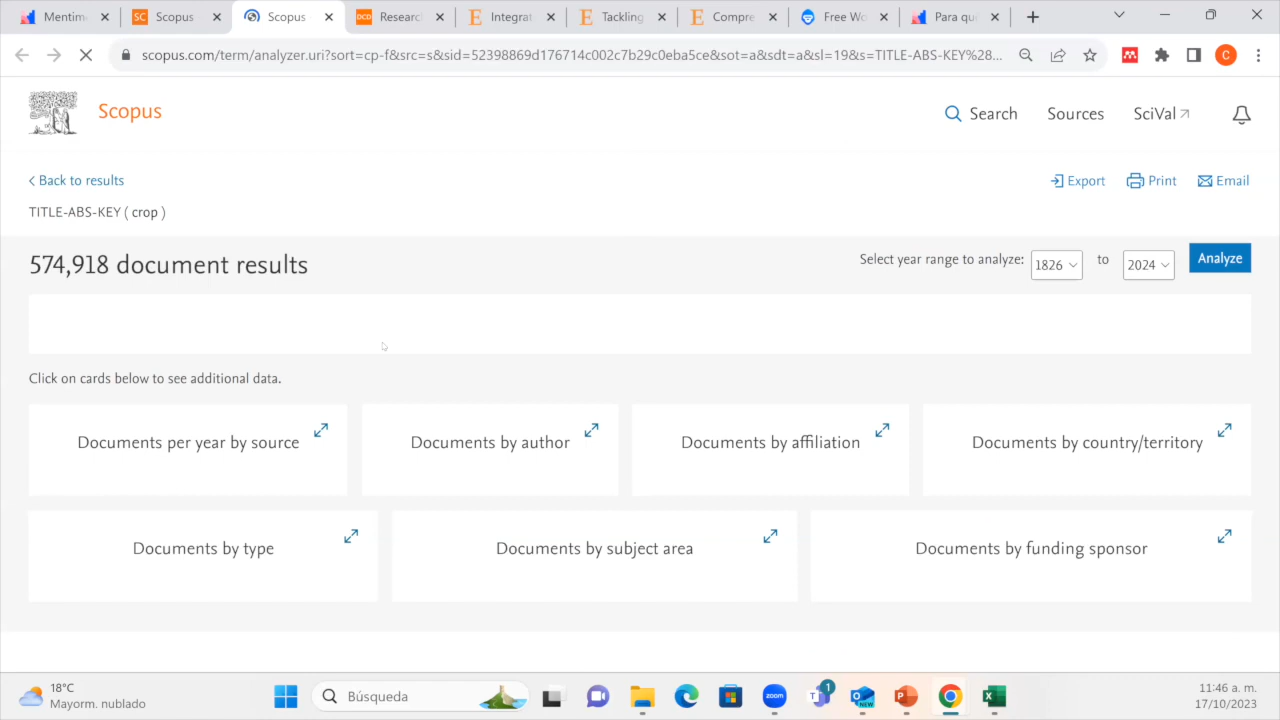 Mentime
Scopus
Scopus
Researc
Integrat
Tackling
Compre
Free Wo
Para qu
scopus.com/term/analyzer.uri?sort=cp-f&src=s&sid=52398869d176714c002c7b29c0eba5ce&sot=a&sdt=a&sl=19&s=TITLE-ABS-KEY%28...
C
Scopus
Search
Sources
SciVal
Back to results
Export
Print
Email
TITLE-ABS-KEY ( crop )
574,918 document results
Select year range to analyze: 1826 to 2024 Analyze
Click on cards below to see additional data.
Documents per year by source
Documents by author
Documents by affiliation
Documents by country/territory
Documents by type
Documents by subject area
Documents by funding sponsor
18°C
Mayorm. nublado
Búsqueda
zoom
1
NEW
11:46 a. m.
17/10/2023